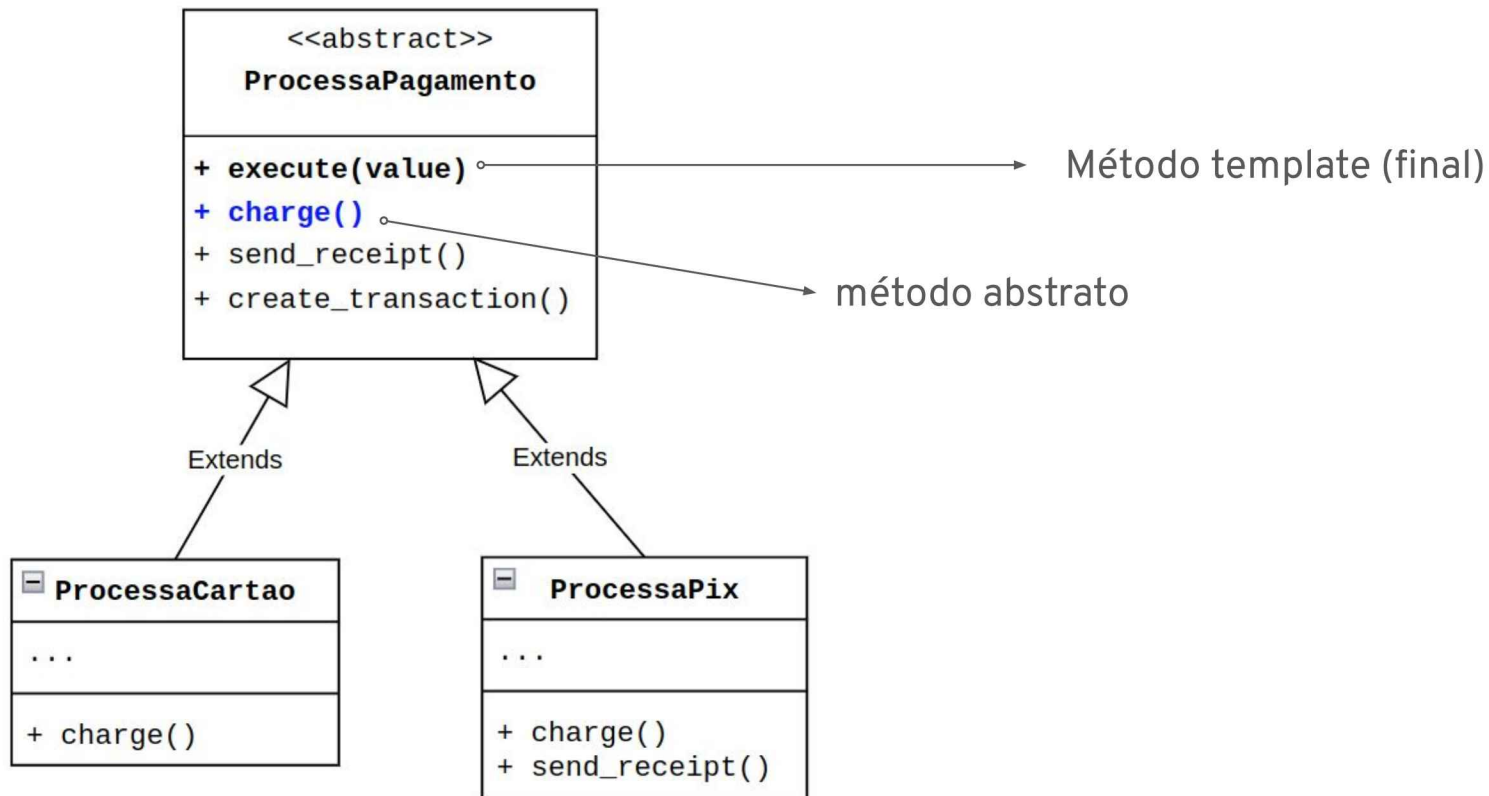 <<abstract>>
ProcessaPagamento
+ execute(value)
Método template (final)
+ charge()
+ send_receipt()
método abstrato
+ create_transaction()
Extends
Extends
ProcessaCartao
...
+ charge()
ProcessaPix
...
+ charge()
+ send_receipt()